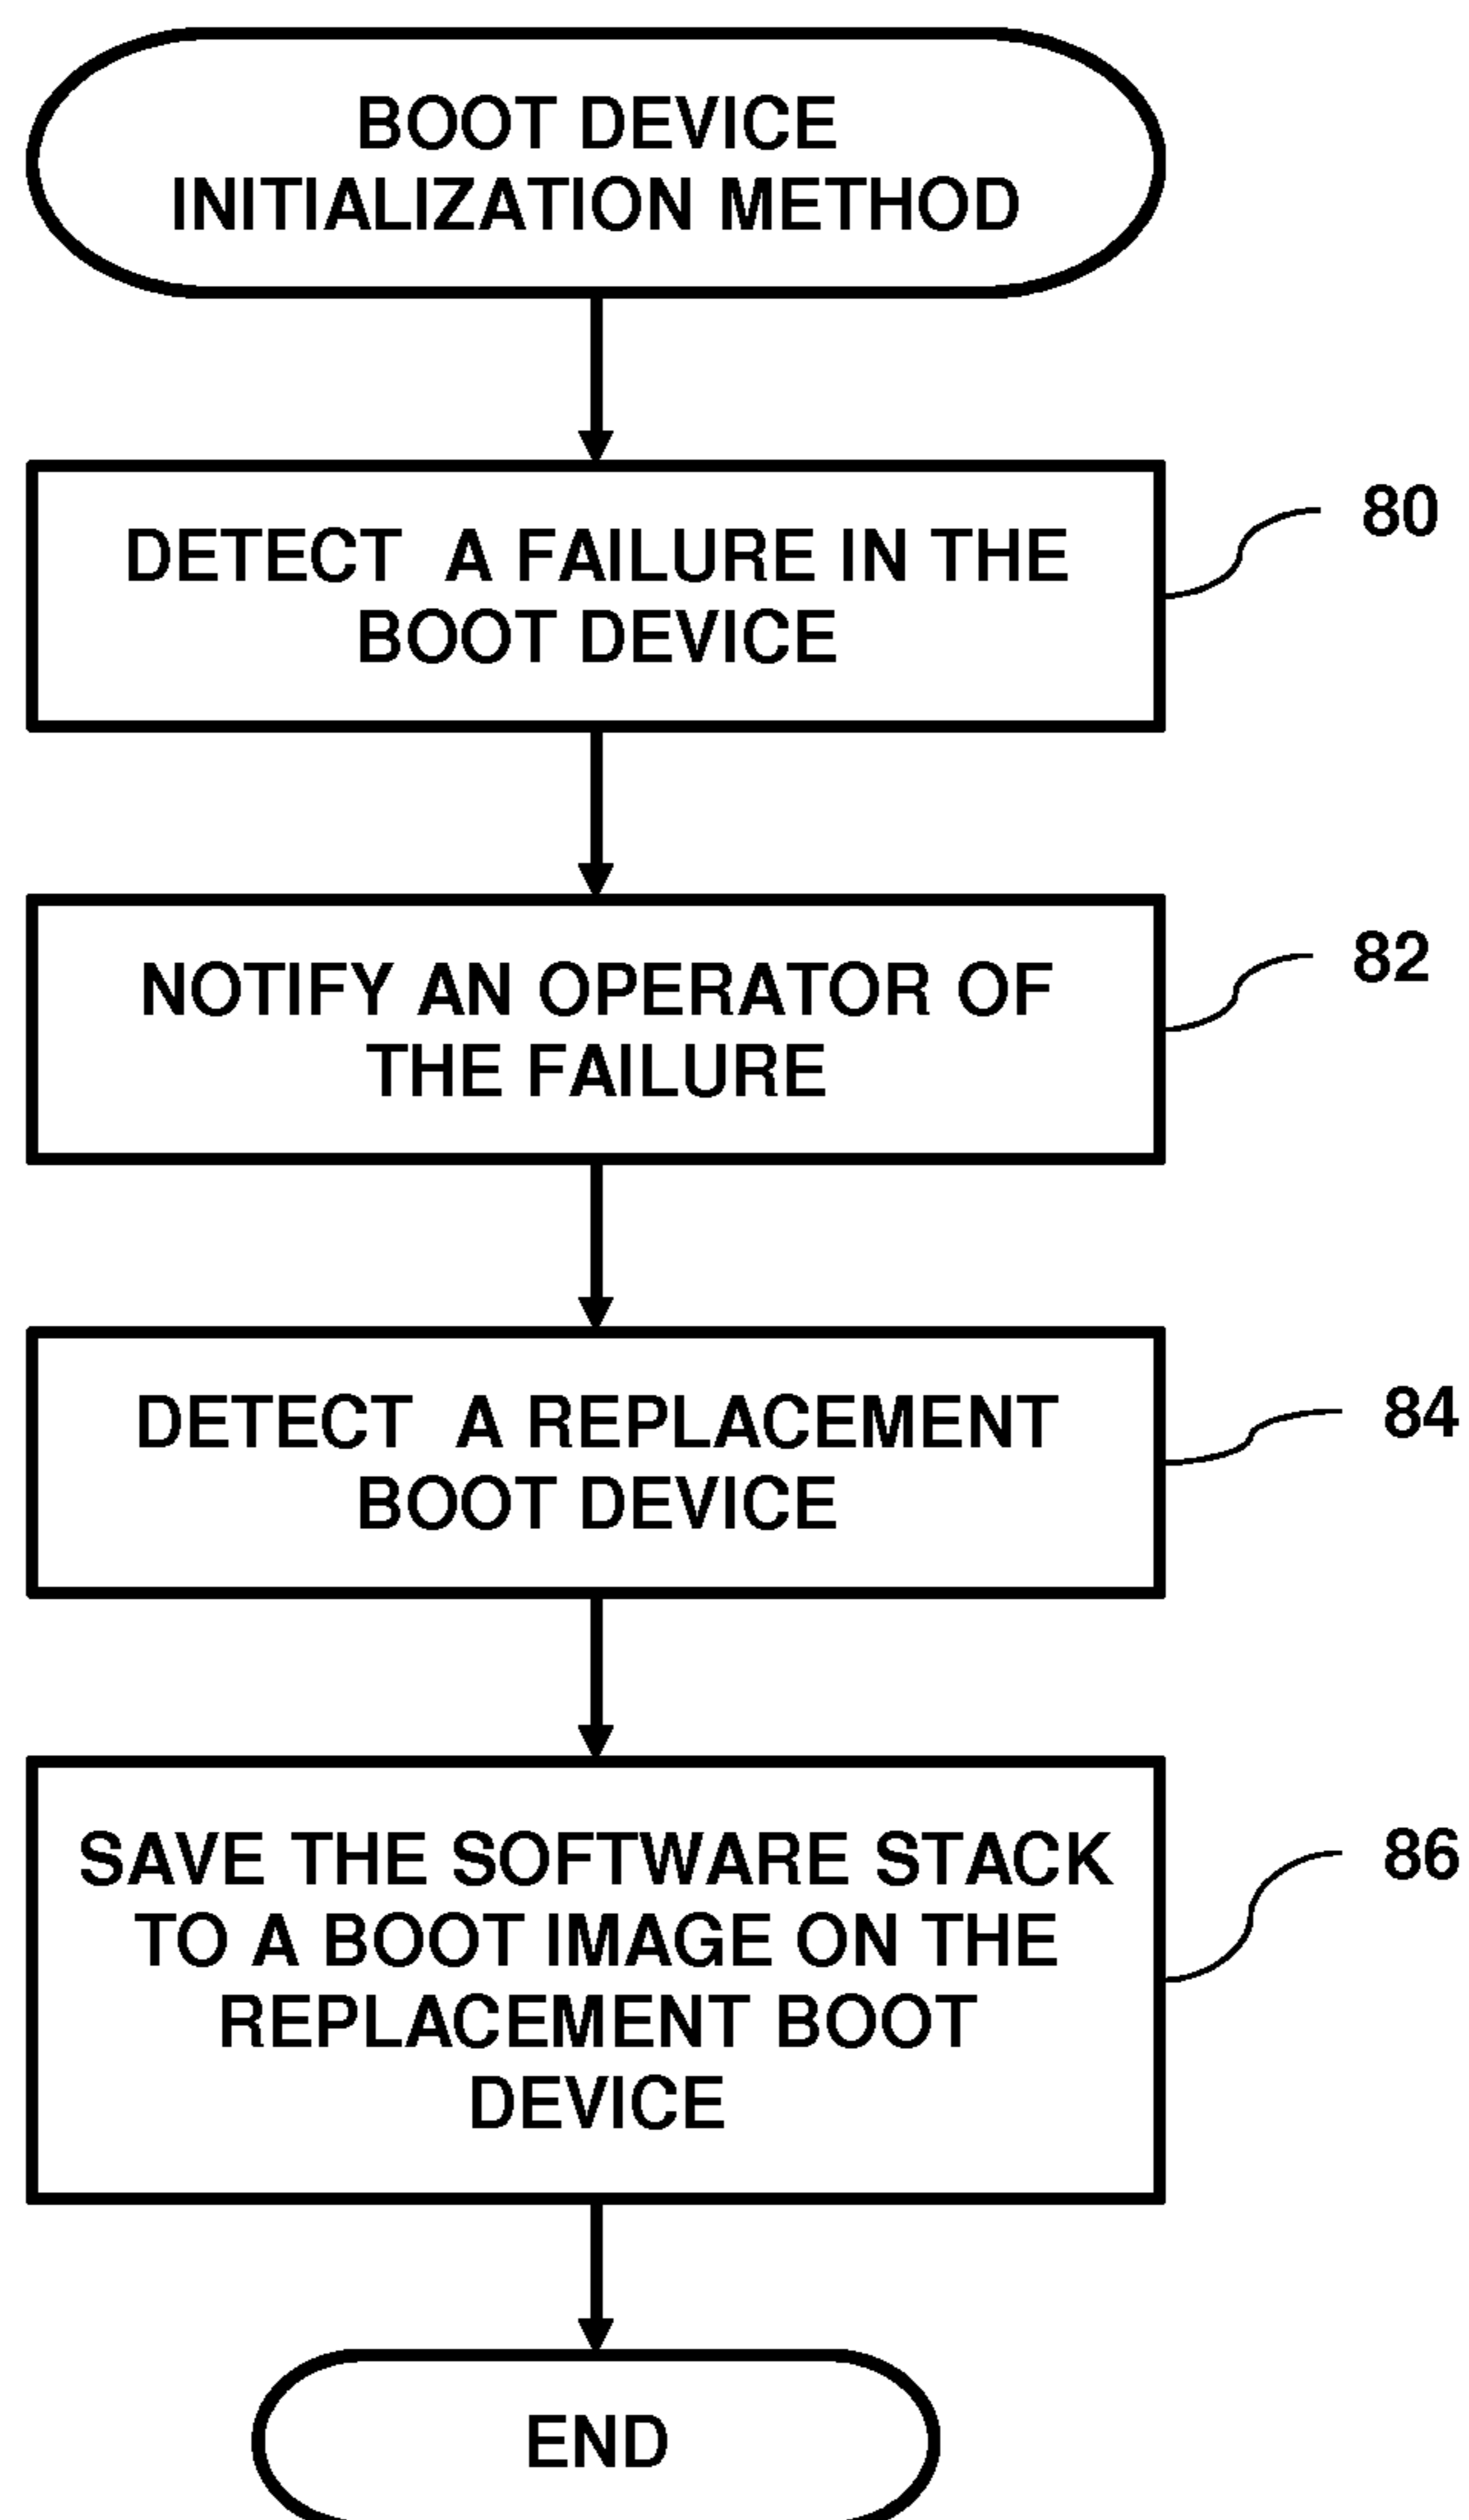 BOOT DEVICE
INITIALIZATION METHOD
DETECT A FAILURE IN THE
BOOT DEVICE
80
NOTIFY AN OPERATOR OF
THE FAILURE
82
DETECT A REPLACEMENT
BOOT DEVICE
84
SAVE THE SOFTWARE STACK
TO A BOOT IMAGE ON THE
REPLACEMENT BOOT
DEVICE
86
END